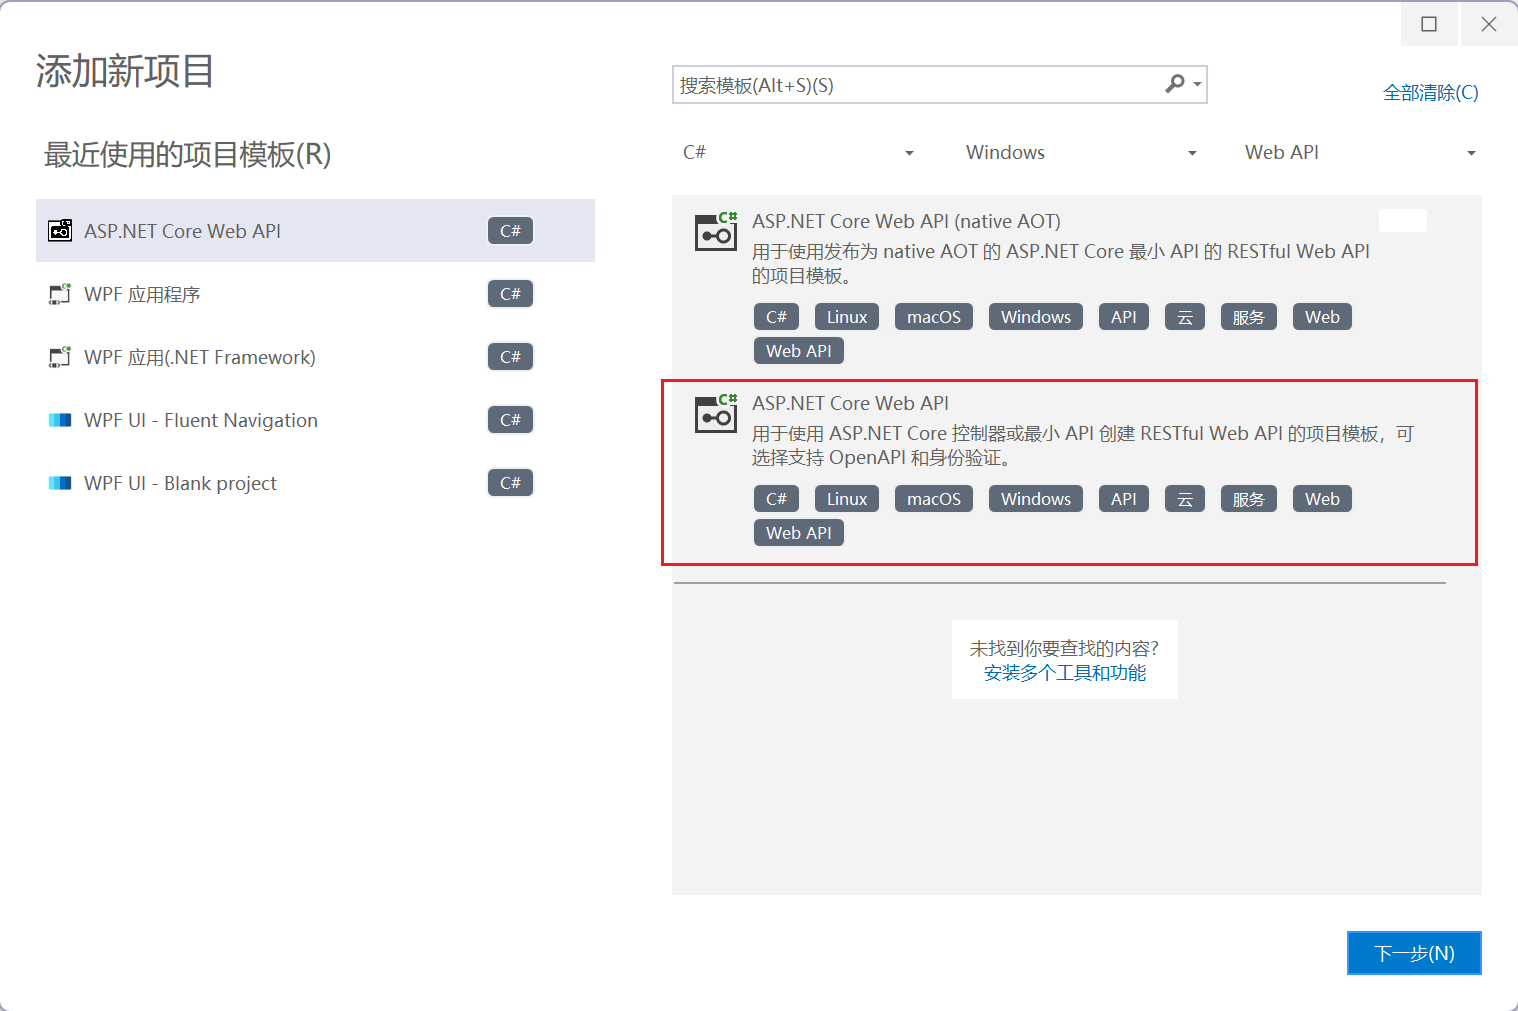 添加新项目
搜索模板(Alt+S)(S)
全部清除(C)
最近使用的项目模板(R)
C#
Windows
Web API
ASP.NET Core Web API
C#
WPF 应用程序
C#
WPF 应用(.NET Framework)
C#
WPF UI - Fluent Navigation
C#
WPF UI - Blank project
C#
ASP.NET Core Web API (native AOT)
用于使用发布为 native AOT 的 ASP.NET Core 最小 API 的 RESTful Web API
的项目模板。
C# Linux macOS Windows API 云 服务 Web
Web API
ASP.NET Core Web API
用于使用 ASP.NET Core 控制器或最小 API 创建 RESTful Web API 的项目模板，可
选择支持 OpenAPI 和身份验证。
C# Linux macOS Windows API 云 服务 Web
Web API
未找到你要查找的内容?
安装多个工具和功能
下一步(N)